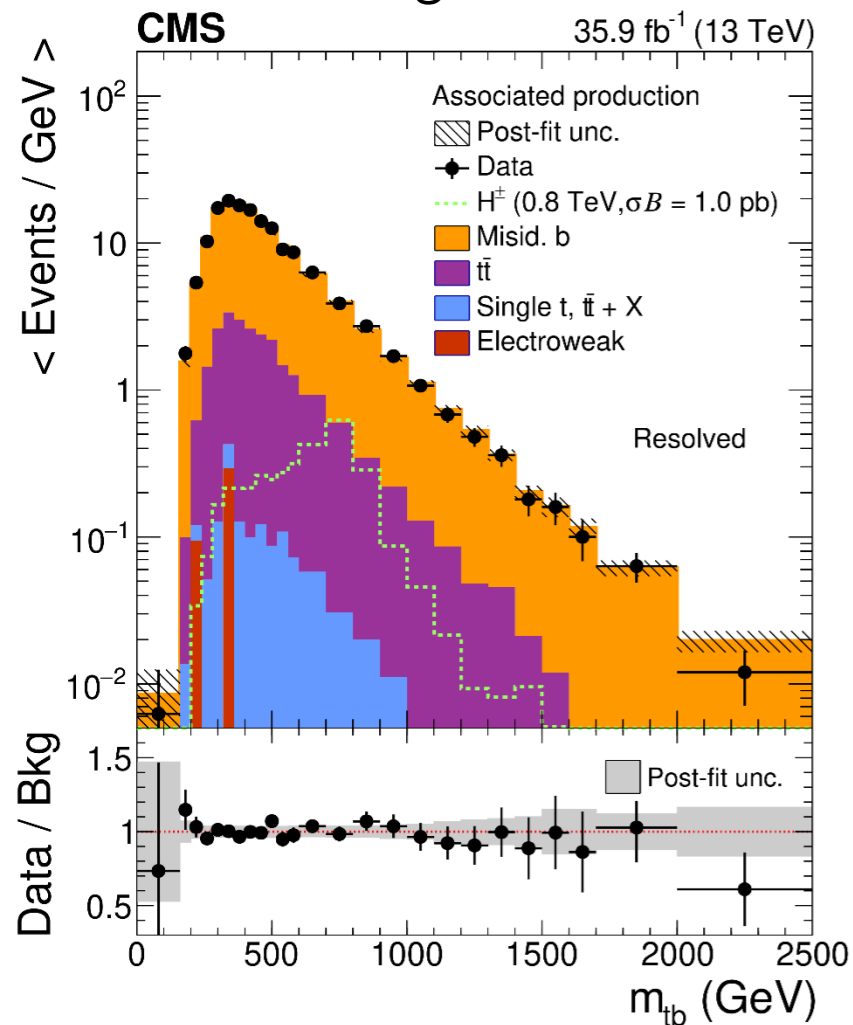 CMS 35.9 fb⁻¹ (13 TeV)
< Events / GeV >
10²
10
1
10⁻¹
10⁻²
Associated production
Post-fit unc.
Data
H± (0.8 TeV,σB = 1.0 pb)
Misid. b
tt̄
Single t, tt̄ + X
Electroweak
Resolved
Data / Bkg
1.5
1
0.5
Post-fit unc.
0 500 1000 1500 2000 2500
m_tb (GeV)